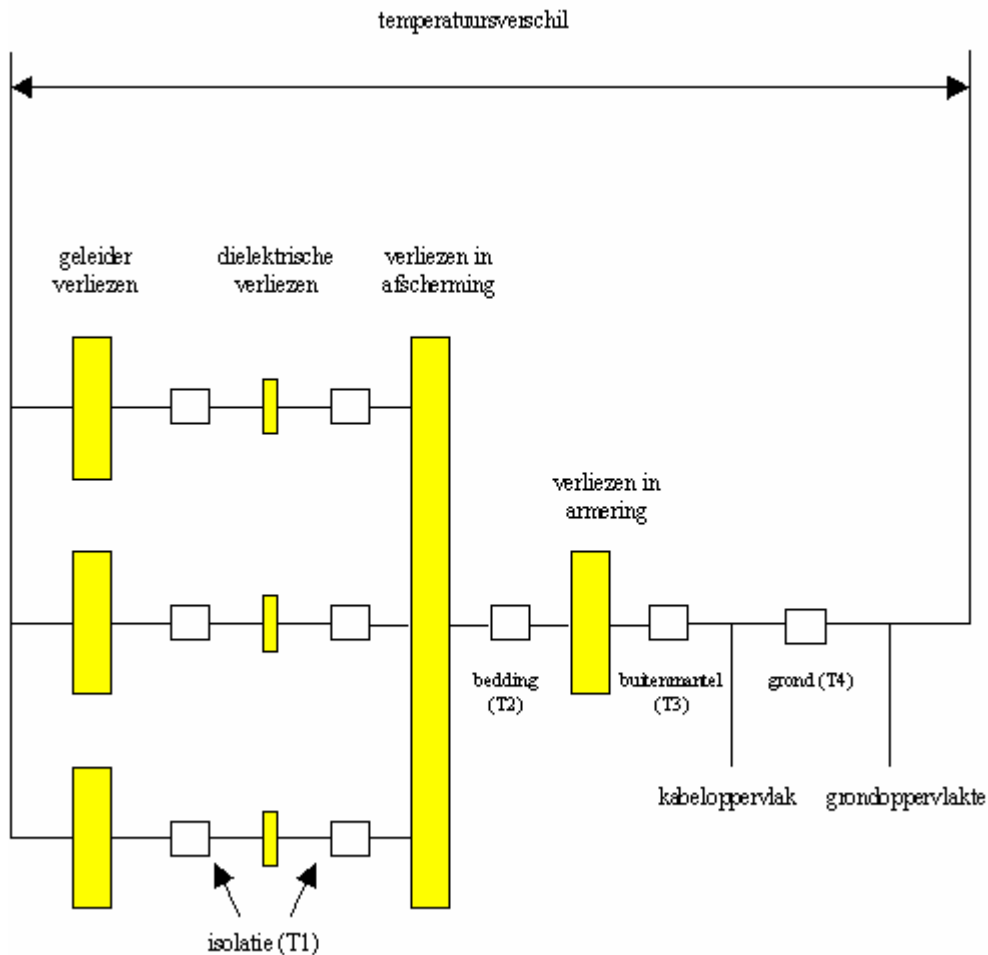 temperatuursverschil
geleider
verliezen
dielektrische
verliezen
verliezen in
afscherming
verliezen in
armering
bedding
(T2)
buitenmantel
(T3)
grond (T4)
kabeloppervlak
grondoppervlakte
isolatie (T1)